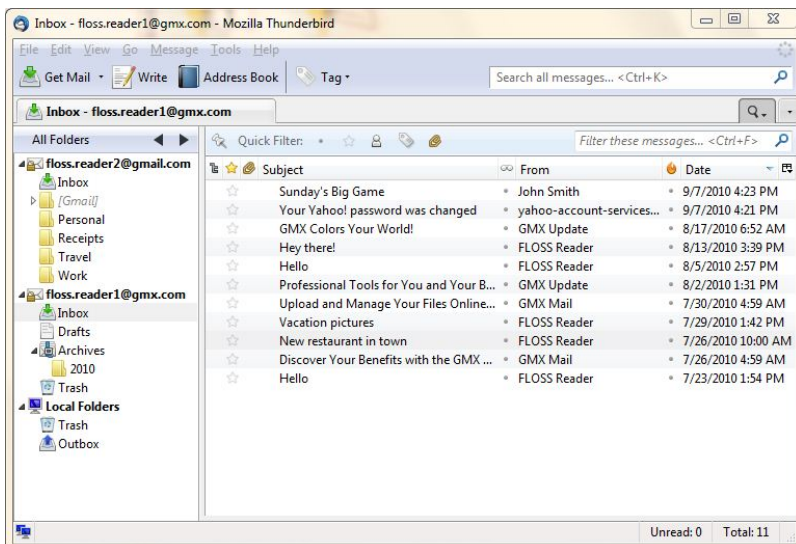 Inbox - floss.reader1@gmx.com - Mozilla Thunderbird
File Edit View Go Message Tools Help
Get Mail Write Address Book Tag Search all messages... <Ctrl+K>
Inbox - floss.reader1@gmx.com
All Folders Quick Filter: Filter these messages... <Ctrl+F>
Subject From Date
floss.reader2@gmail.com
Inbox
[Gmail]
Personal
Receipts
Travel
Work
floss.reader1@gmx.com
Inbox
Drafts
Archives
2010
Trash
Local Folders
Trash
Outbox
Sunday's Big Game John Smith 9/7/2010 4:23 PM
Your Yahoo! password was changed yahoo-account-services... 9/7/2010 4:21 PM
GMX Colors Your World! GMX Update 8/17/2010 6:52 AM
Hey there! FLOSS Reader 8/13/2010 3:39 PM
Hello FLOSS Reader 8/5/2010 2:57 PM
Professional Tools for You and Your B... GMX Update 8/2/2010 1:31 PM
Upload and Manage Your Files Online... GMX Mail 7/30/2010 4:59 AM
Vacation pictures FLOSS Reader 7/29/2010 1:42 PM
New restaurant in town FLOSS Reader 7/26/2010 10:00 AM
Discover Your Benefits with the GMX ... GMX Mail 7/26/2010 4:59 AM
Hello FLOSS Reader 7/23/2010 1:54 PM
Unread: 0 Total: 11